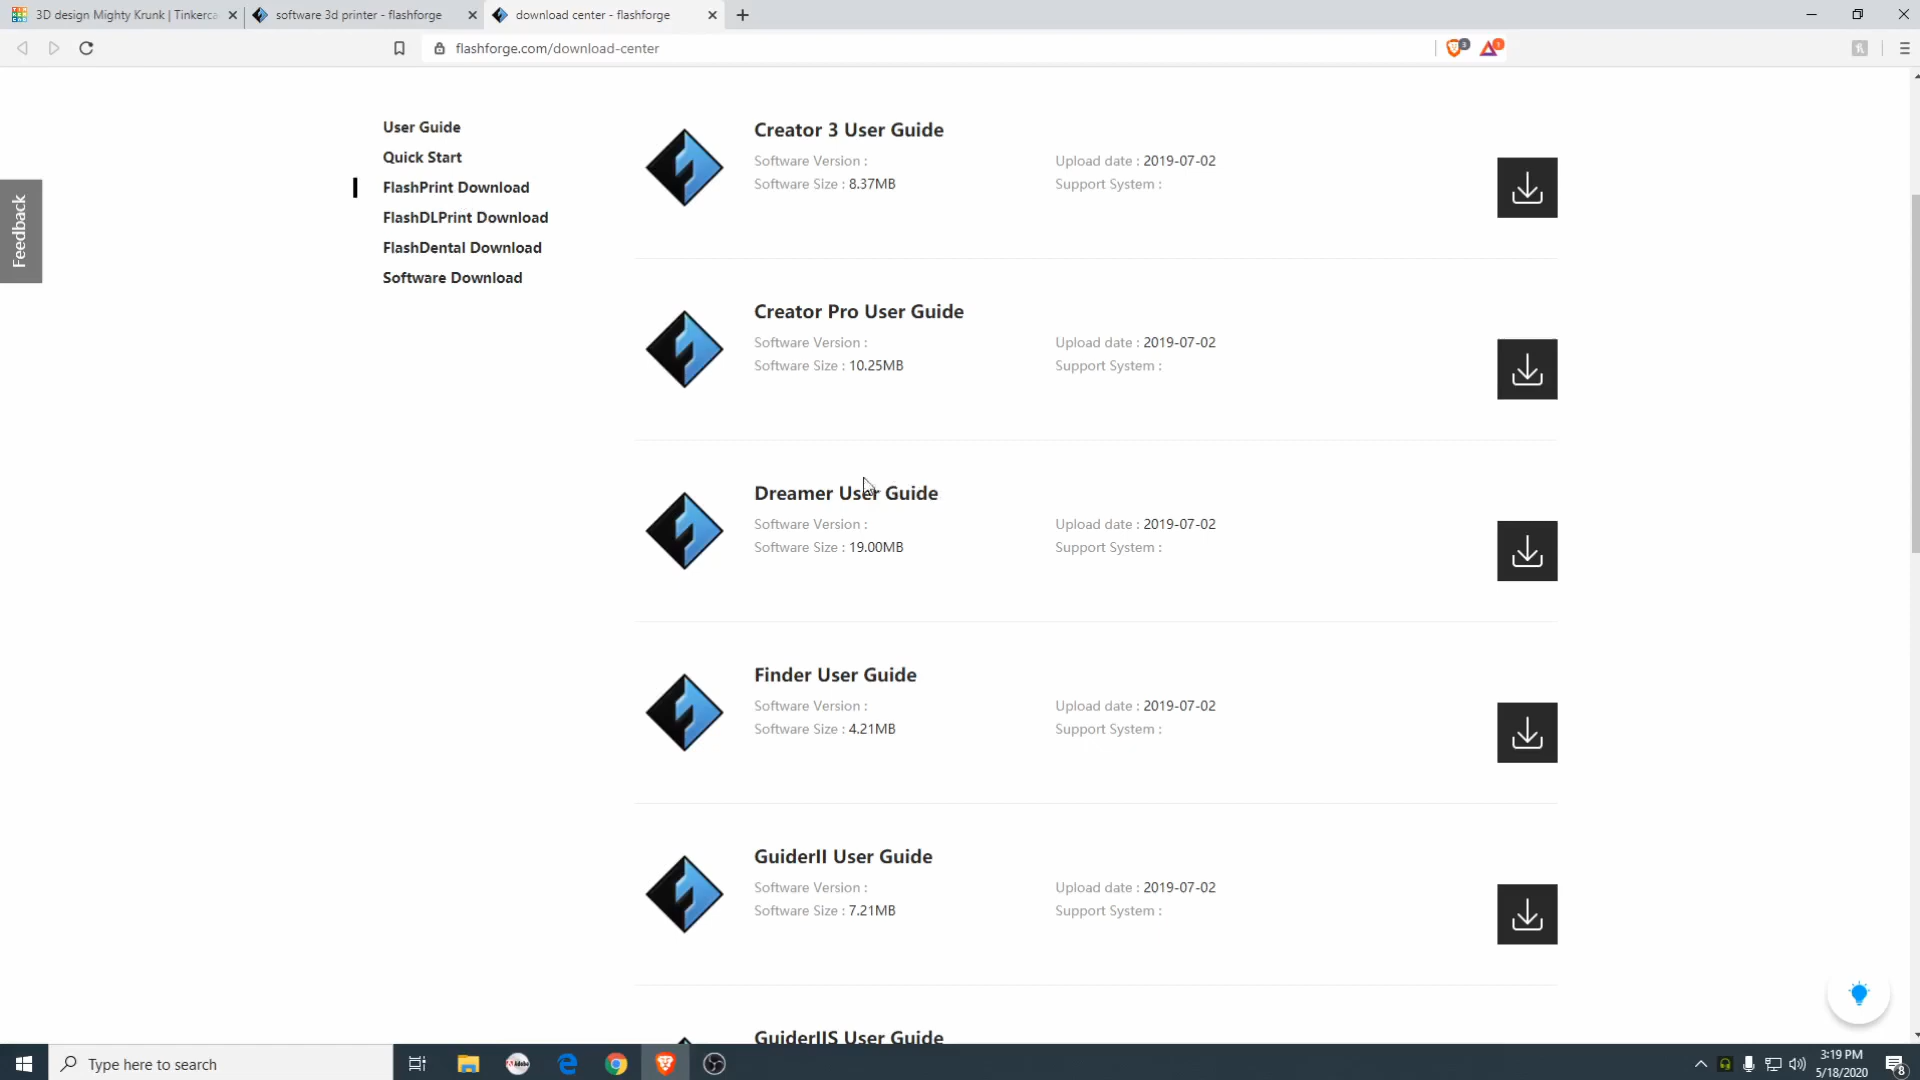 3D design Mighty Krunk | Tinkerca
software 3d printer - flashforge
download center - flashforge
flashforge.com/download-center
3
1
Feedback
User Guide
Quick Start
FlashPrint Download
FlashDLPrint Download
FlashDental Download
Software Download
Creator 3 User Guide
Software Version :
Software Size : 8.37MB
Upload date : 2019-07-02
Support System :
Creator Pro User Guide
Software Version :
Software Size : 10.25MB
Upload date : 2019-07-02
Support System :
Dreamer User Guide
Software Version :
Software Size : 19.00MB
Upload date : 2019-07-02
Support System :
Finder User Guide
Software Version :
Software Size : 4.21MB
Upload date : 2019-07-02
Support System :
GuiderII User Guide
Software Version :
Software Size : 7.21MB
Upload date : 2019-07-02
Support System :
GuiderIIS User Guide
Type here to search
Adobe
3:19 PM
5/18/2020
8